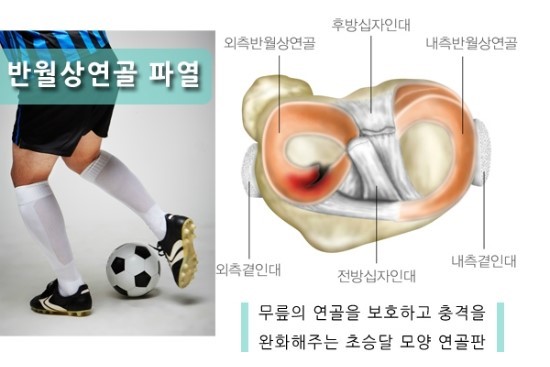 반월상연골 파열
후방십자인대
외측반월상연골
내측반월상연골
외측곁인대
전방십자인대
내측곁인대
무릎의 연골을 보호하고 충격을
완화해주는 초승달 모양 연골판